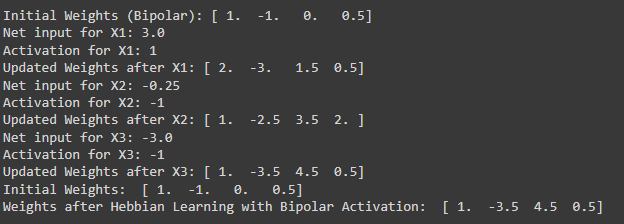 Initial Weights (Bipolar): [ 1.  -1.   0.   0.5]
Net input for X1: 3.0
Activation for X1: 1
Updated Weights after X1: [ 2.  -3.   1.5  0.5]
Net input for X2: -0.25
Activation for X2: -1
Updated Weights after X2: [ 1.  -2.5  3.5  2. ]
Net input for X3: -3.0
Activation for X3: -1
Updated Weights after X3: [ 1.  -3.5  4.5  0.5]
Initial Weights:  [ 1.  -1.   0.   0.5]
Weights after Hebbian Learning with Bipolar Activation:  [ 1.  -3.5  4.5  0.5]